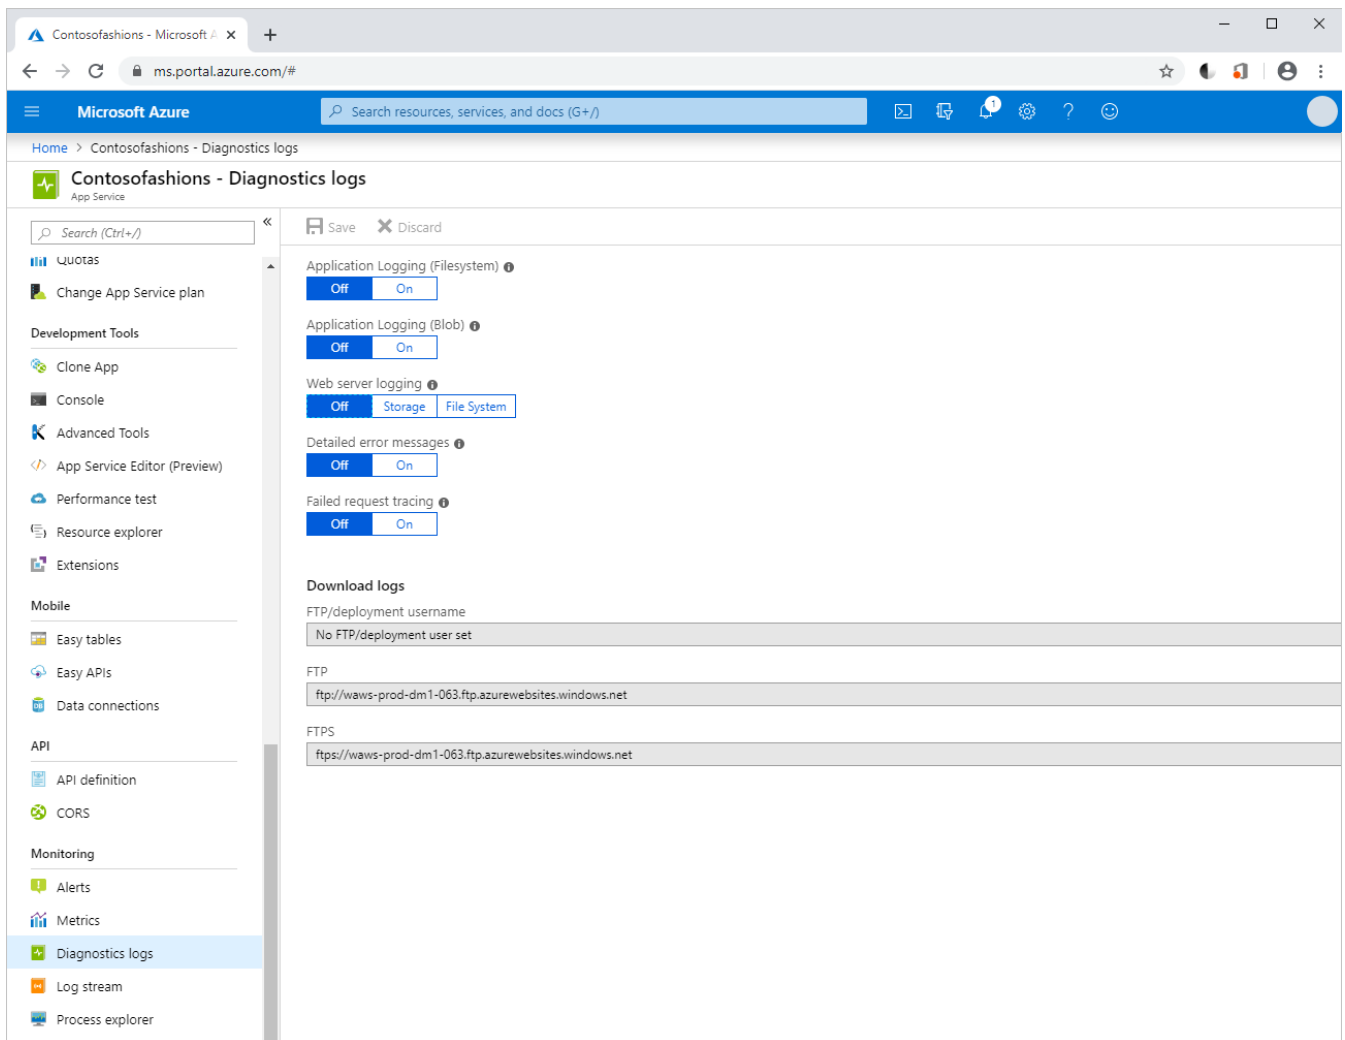 Contosofashions - Microsoft A
ms.portal.azure.com/#
Microsoft Azure
Search resources, services, and docs (G+/)
1
Home > Contosofashions - Diagnostics logs
Contosofashions - Diagnostics logs
App Service
Search (Ctrl+/)
«
Quotas
Change App Service plan
Development Tools
Clone App
Console
Advanced Tools
App Service Editor (Preview)
Performance test
Resource explorer
Extensions
Mobile
Easy tables
Easy APIs
Data connections
API
API definition
CORS
Monitoring
Alerts
Metrics
Diagnostics logs
Log stream
Process explorer
Save Discard
Application Logging (Filesystem)
Off On
Application Logging (Blob)
Off On
Web server logging
Off Storage File System
Detailed error messages
Off On
Failed request tracing
Off On
Download logs
FTP/deployment username
No FTP/deployment user set
FTP
ftp://waws-prod-dm1-063.ftp.azurewebsites.windows.net
FTPS
ftps://waws-prod-dm1-063.ftp.azurewebsites.windows.net